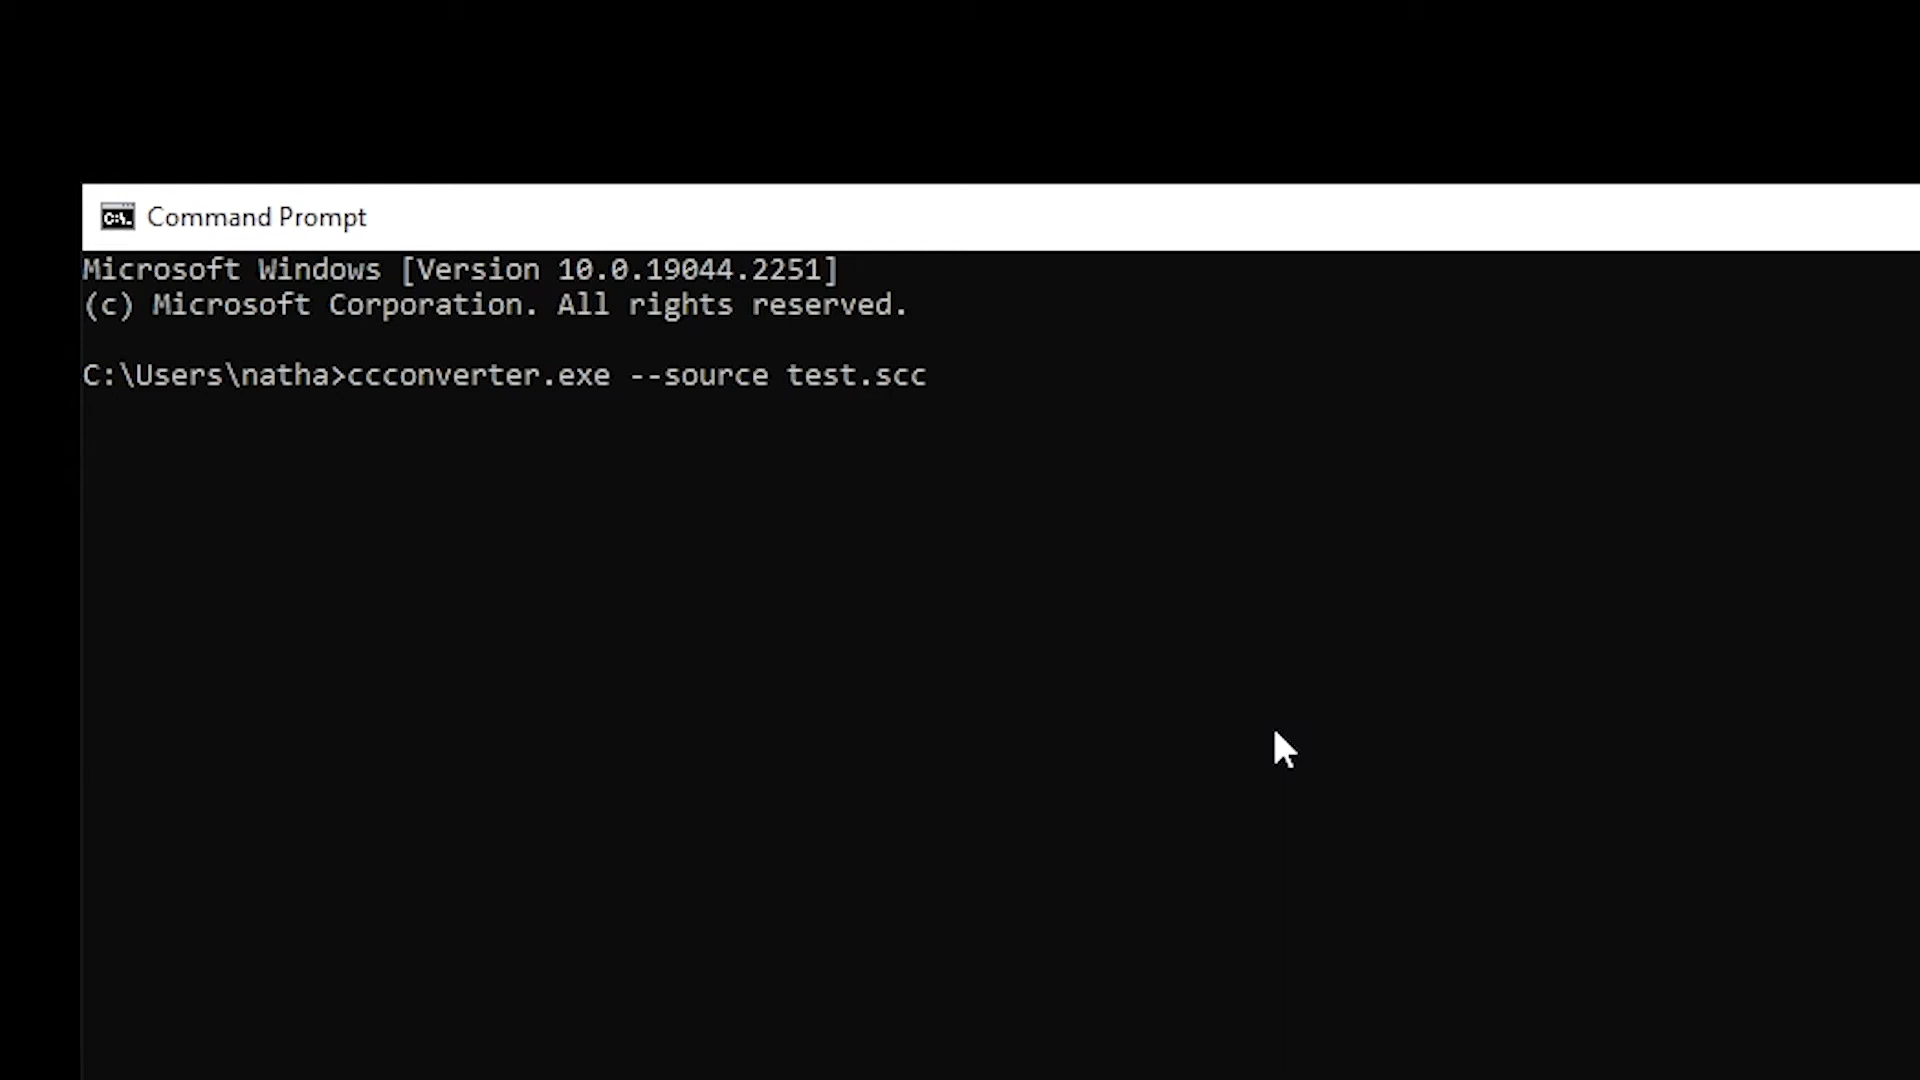 Command Prompt
Microsoft Windows [Version 10.0.19044.2251]
(c) Microsoft Corporation. All rights reserved.
C:\Users\natha>ccconverter.exe --source test.scc